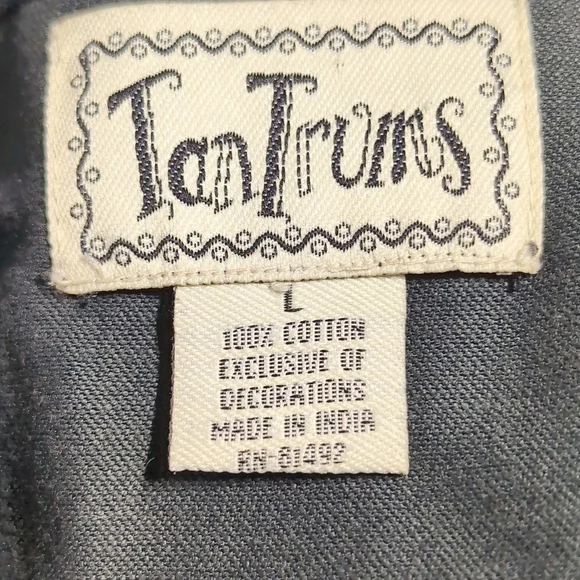 TanTrums
L
100% COTTON
EXCLUSIVE OF
DECORATIONS
MADE IN INDIA
RN-81492